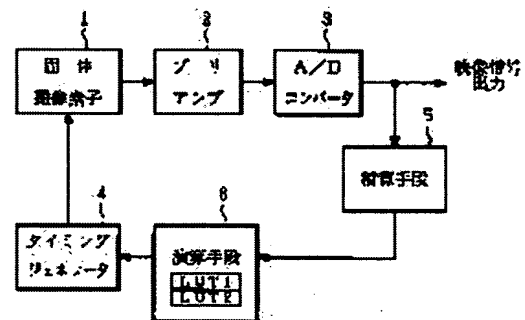 1
2
3
固体
撮像素子
プリ
アンプ
A/D
コンバータ
映像信号
出力
5
積算手段
4
6
タイミング
ジェネレータ
演算手段
LUT1
LUT2